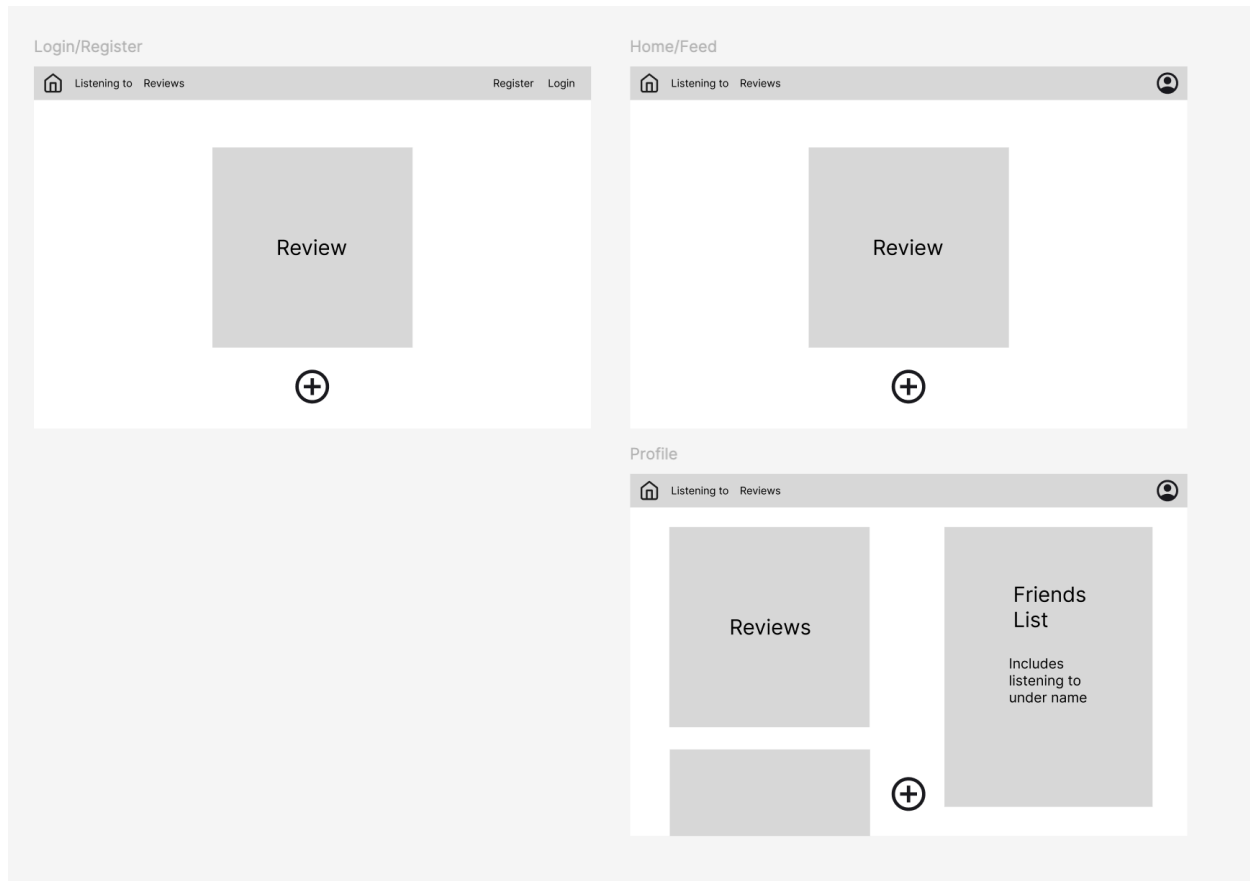 Login/Register
Listening to Reviews Register Login
Review
Home/Feed
Listening to Reviews
Review
Profile
Listening to Reviews
Reviews
Friends
List
Includes
listening to
under name